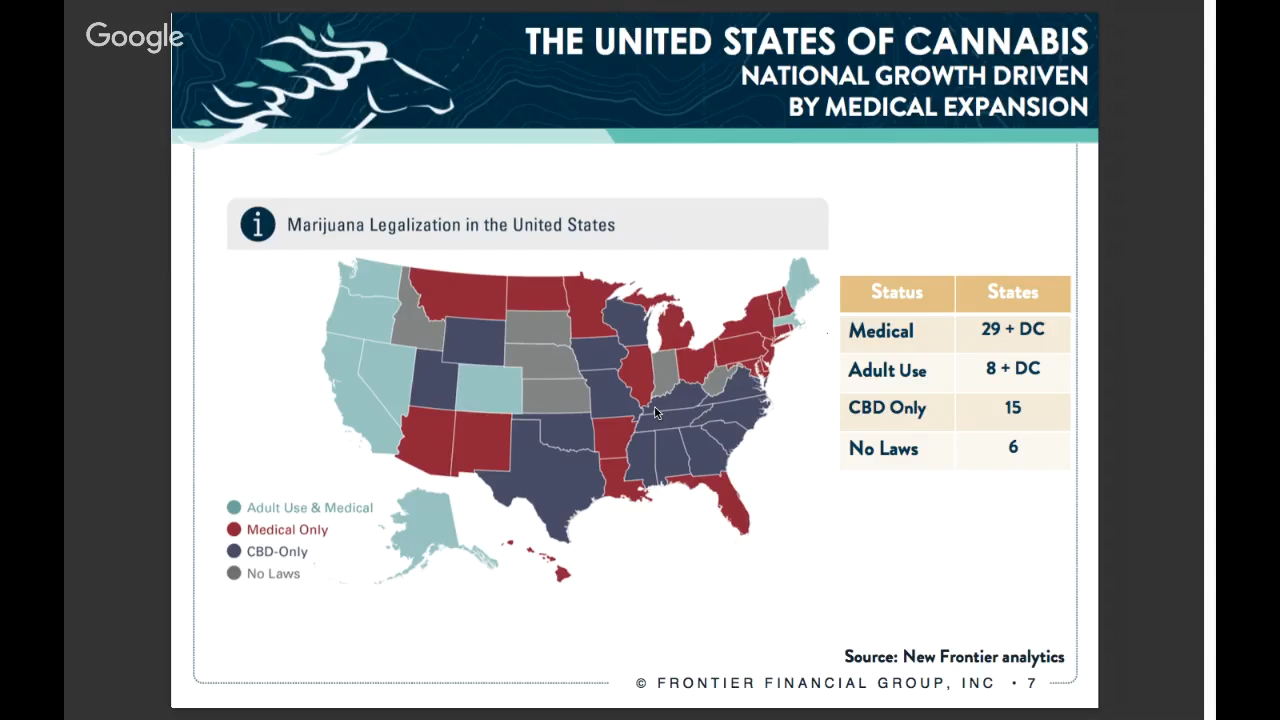 Google
THE UNITED STATES OF CANNABIS
NATIONAL GROWTH DRIVEN
BY MEDICAL EXPANSION
i Marijuana Legalization in the United States
Status States
Medical 29 + DC
Adult Use 8 + DC
CBD Only 15
No Laws 6
Adult Use & Medical
Medical Only
CBD-Only
No Laws
Source: New Frontier analytics
© FRONTIER FINANCIAL GROUP, INC • 7